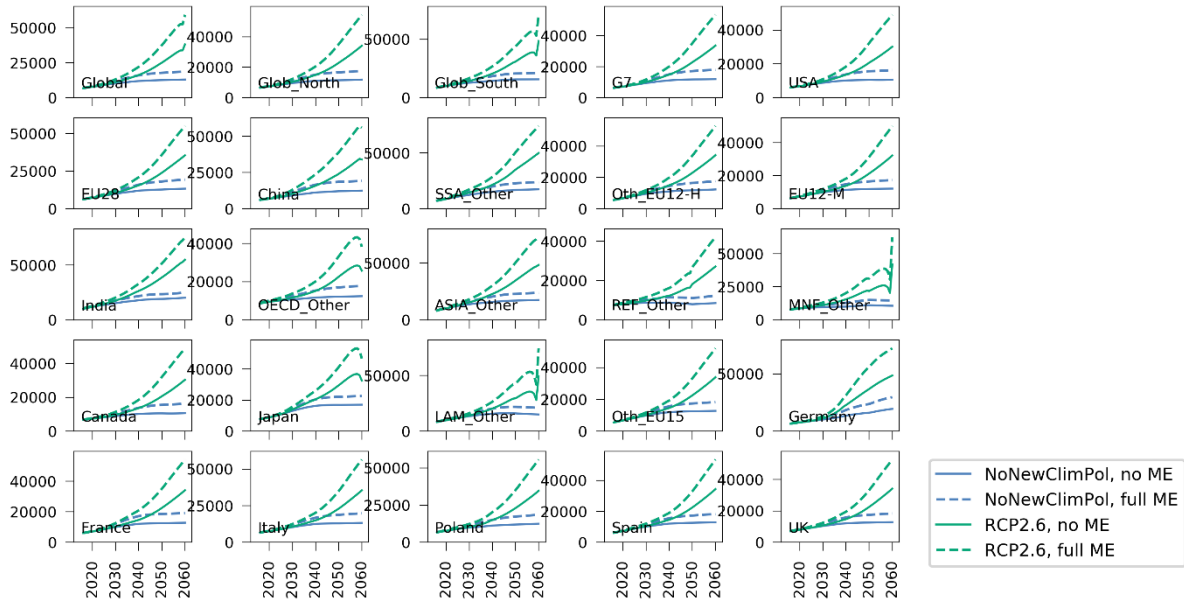 50000
25000
0
Global
40000
20000
0
Glob_North
50000
0
Glob_South
40000
20000
0
G7
40000
20000
0
USA
50000
25000
0
EU28
50000
25000
0
China
50000
0
SSA_Other
40000
20000
0
Oth_EU12-H
40000
20000
0
EU12-M
50000
0
India
40000
20000
0
OECD_Other
50000
0
ASIA_Other
40000
20000
0
REF_Other
50000
25000
0
MNF_Other
40000
20000
0
Canada
50000
25000
0
Japan
50000
0
LAM_Other
40000
20000
0
Oth_EU15
50000
0
Germany
40000
20000
0
France
50000
25000
0
Italy
50000
25000
0
Poland
40000
20000
0
Spain
40000
20000
0
UK
2020 2030 2040 2050 2060
2020 2030 2040 2050 2060
2020 2030 2040 2050 2060
2020 2030 2040 2050 2060
2020 2030 2040 2050 2060
NoNewClimPol, no ME
NoNewClimPol, full ME
RCP2.6, no ME
RCP2.6, full ME